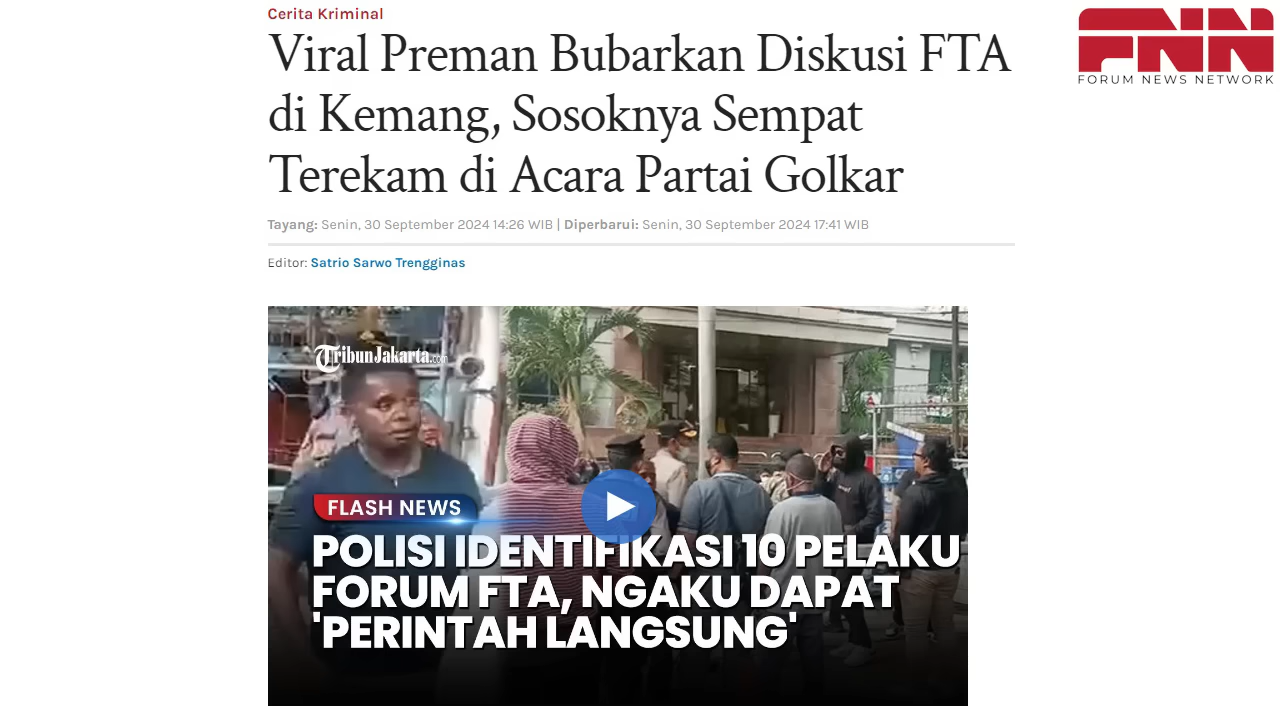 Cerita Kriminal
FNN
FORUM NEWS NETWORK
Viral Preman Bubarkan Diskusi FTA
di Kemang, Sosoknya Sempat
Terekam di Acara Partai Golkar
Tayang: Senin, 30 September 2024 14:26 WIB | Diperbarui: Senin, 30 September 2024 17:41 WIB
Editor: Satrio Sarwo Trengginas
TribunJakarta.com
FLASH NEWS
POLISI IDENTIFIKASI 10 PELAKU
FORUM FTA, NGAKU DAPAT
'PERINTAH LANGSUNG'